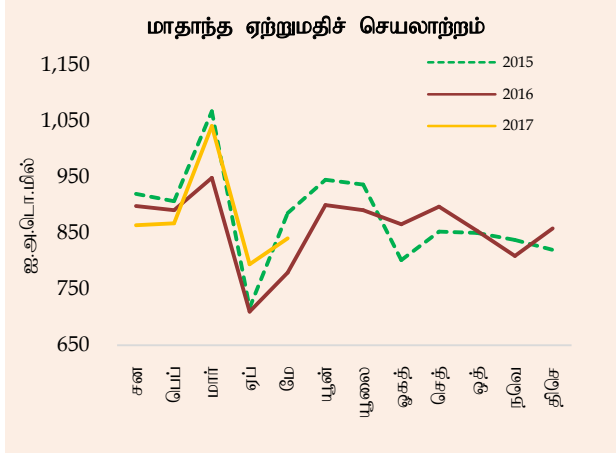 மாதாந்த ஏற்றுமதிச் செயலாற்றம்
1,150
1,050
950
850
750
650
ஐ.அ.டொ.மில்
2015
2016
2017
சன
பெப்
மார்
ஏப்
மே
யூன்
யூலை
ஓகத்
செத்
ஒத்
நவெ
திசெ